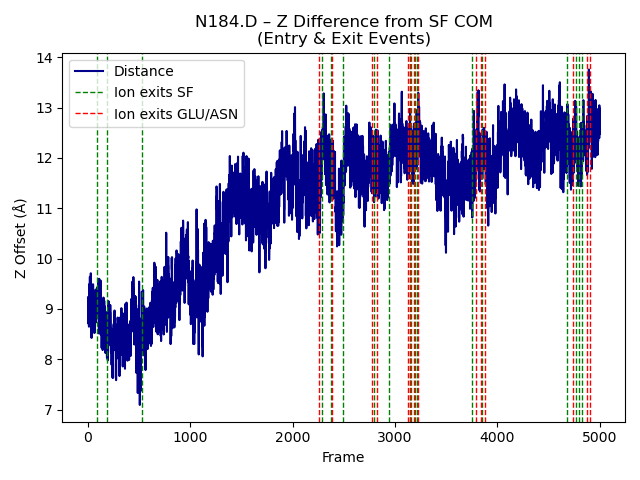 N184.D – Z Difference from SF COM
(Entry & Exit Events)
14
13
12
11
10
9
8
7
Z Offset (Å)
Distance
Ion exits SF
Ion exits GLU/ASN
0 1000 2000 3000 4000 5000
Frame